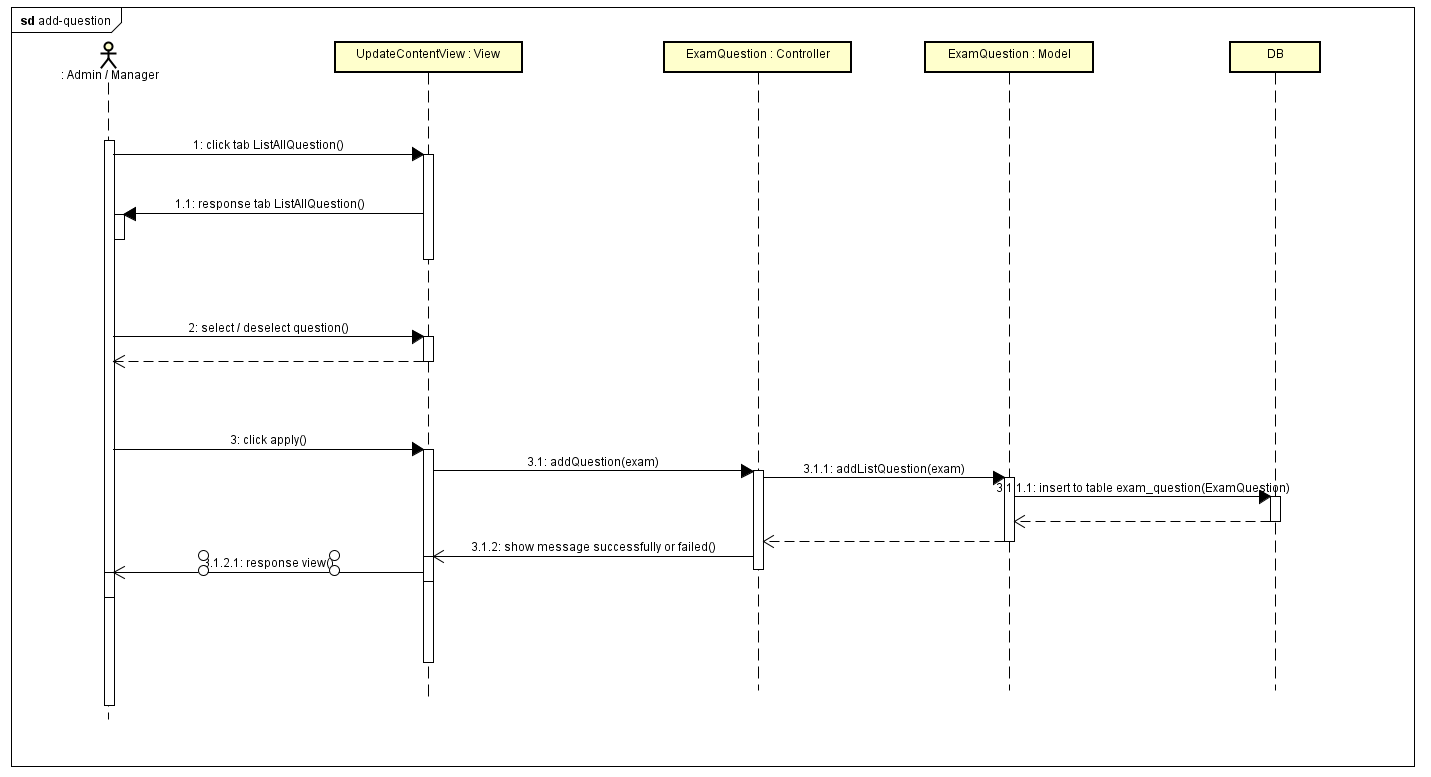 sd add-question
: Admin / Manager
UpdateContentView : View
ExamQuestion : Controller
ExamQuestion : Model
DB
1: click tab ListAllQuestion()
1.1: response tab ListAllQuestion()
2: select / deselect question()
3: click apply()
3.1: addQuestion(exam)
3.1.1: addListQuestion(exam)
3.1.1.1: insert to table exam_question(ExamQuestion)
3.1.2: show message successfully or failed()
3.1.2.1: response view()